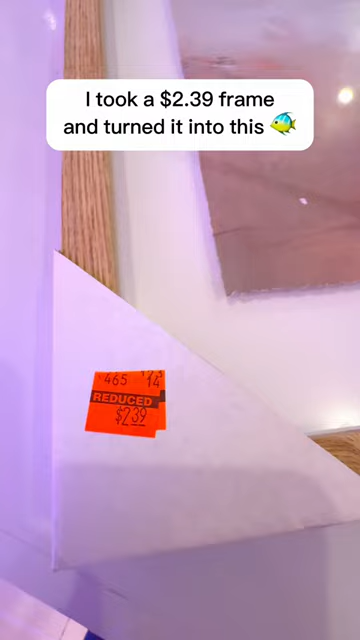 I took a $2.39 frame
and turned it into this
465
14
REDUCED
$2.39